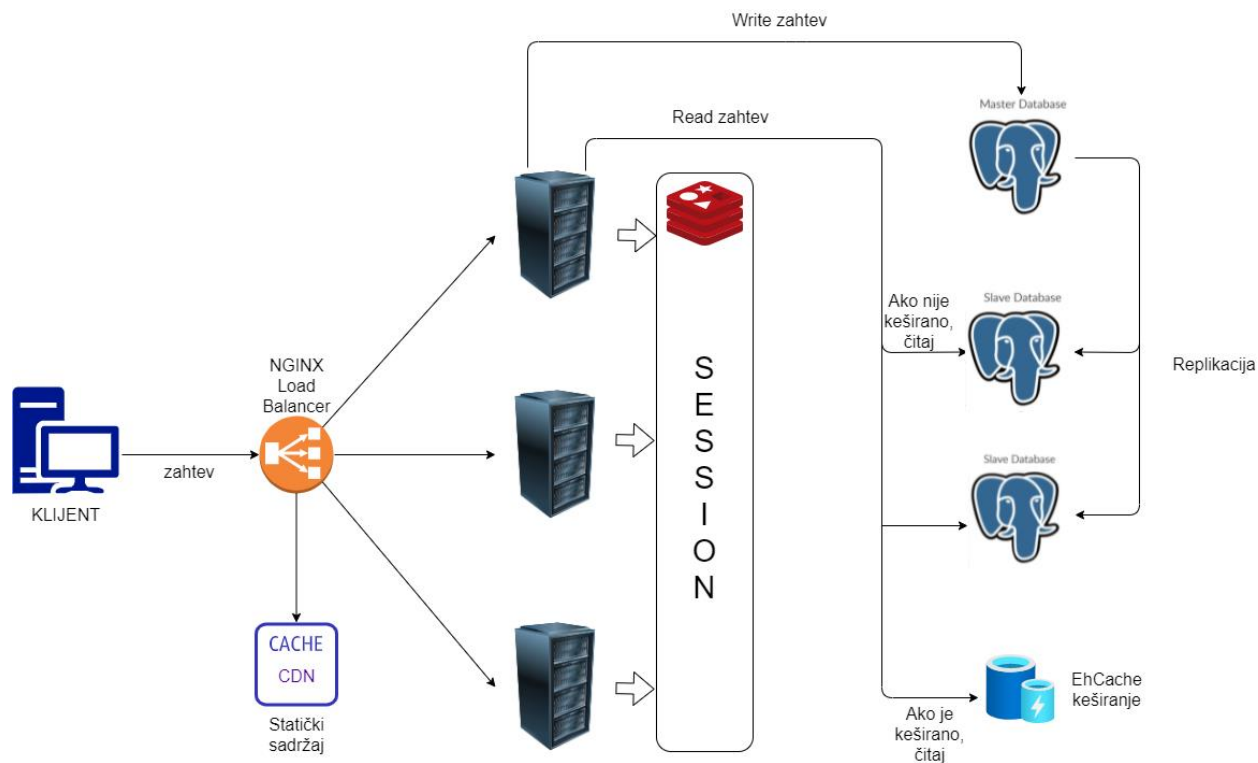 Write zahtev
Master Database
Read zahtev
Ako nije
keširano,
čitaj
Slave Database
NGINX
Load
Balancer
S
E
S
S
I
O
N
Replikacija
zahtev
Slave Database
KLIJENT
CACHE
CDN
Statički
sadržaj
EhCache
keširanje
Ako je
keširano,
čitaj